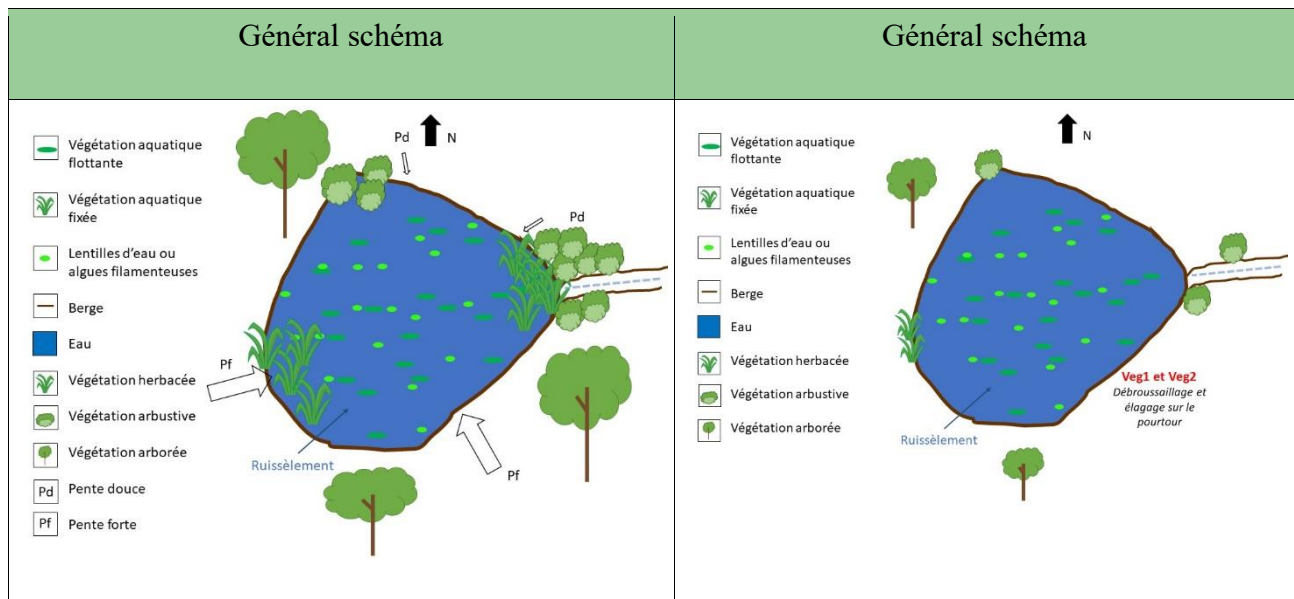 Général schéma
Végétation aquatique
flottante
Végétation aquatique
fixée
Lentilles d'eau ou
algues filamenteuses
Berge
Eau
Végétation herbacée
Végétation arbustive
Végétation arborée
Pd
Pente douce
Pf
Pente forte
Pd
N
Pd
Pf
Ruissèlement
Pf
Général schéma
Végétation aquatique
flottante
Végétation aquatique
fixée
Lentilles d'eau ou
algues filamenteuses
Berge
Eau
Végétation herbacée
Végétation arbustive
Végétation arborée
N
Veg1 et Veg2
Débroussaillage et
élagage sur le
pourtour
Ruissèlement